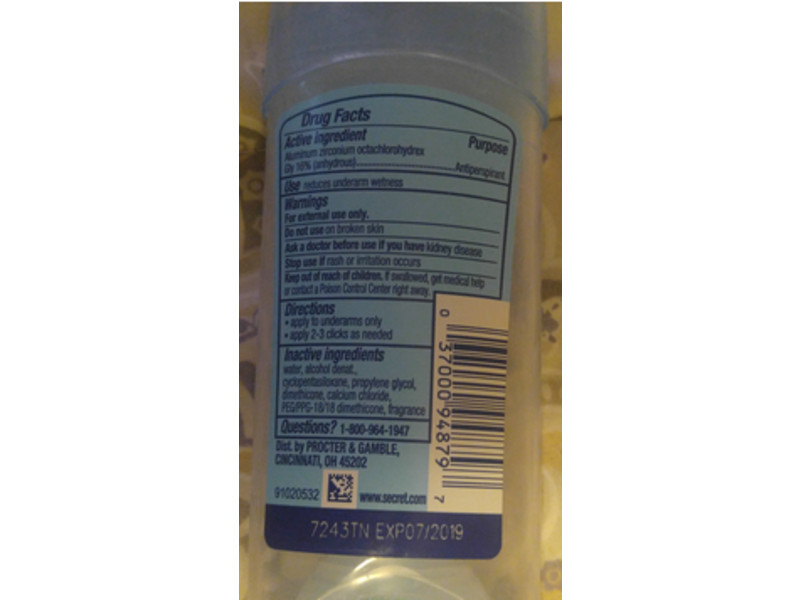 Drug Facts
Active ingredient Purpose
Aluminum zirconium octachlorohydrex
Gly 16% (anhydrous)..................Antiperspirant
Use reduces underarm wetness
Warnings
For external use only.
Do not use on broken skin
Ask a doctor before use if you have kidney disease
Stop use if rash or irritation occurs
Keep out of reach of children. If swallowed, get medical help
or contact a Poison Control Center right away.
Directions
• apply to underarms only
• apply 2-3 clicks as needed
Inactive ingredients
water, alcohol denat.,
cyclopentasiloxane, propylene glycol,
dimethicone, calcium chloride,
PEG/PPG-18/18 dimethicone, fragrance
Questions? 1-800-964-1947
Dist. by PROCTER & GAMBLE,
CINCINNATI, OH 45202
91020532 www.secret.com
0 37000 94879 7
7243TN EXP07/2019